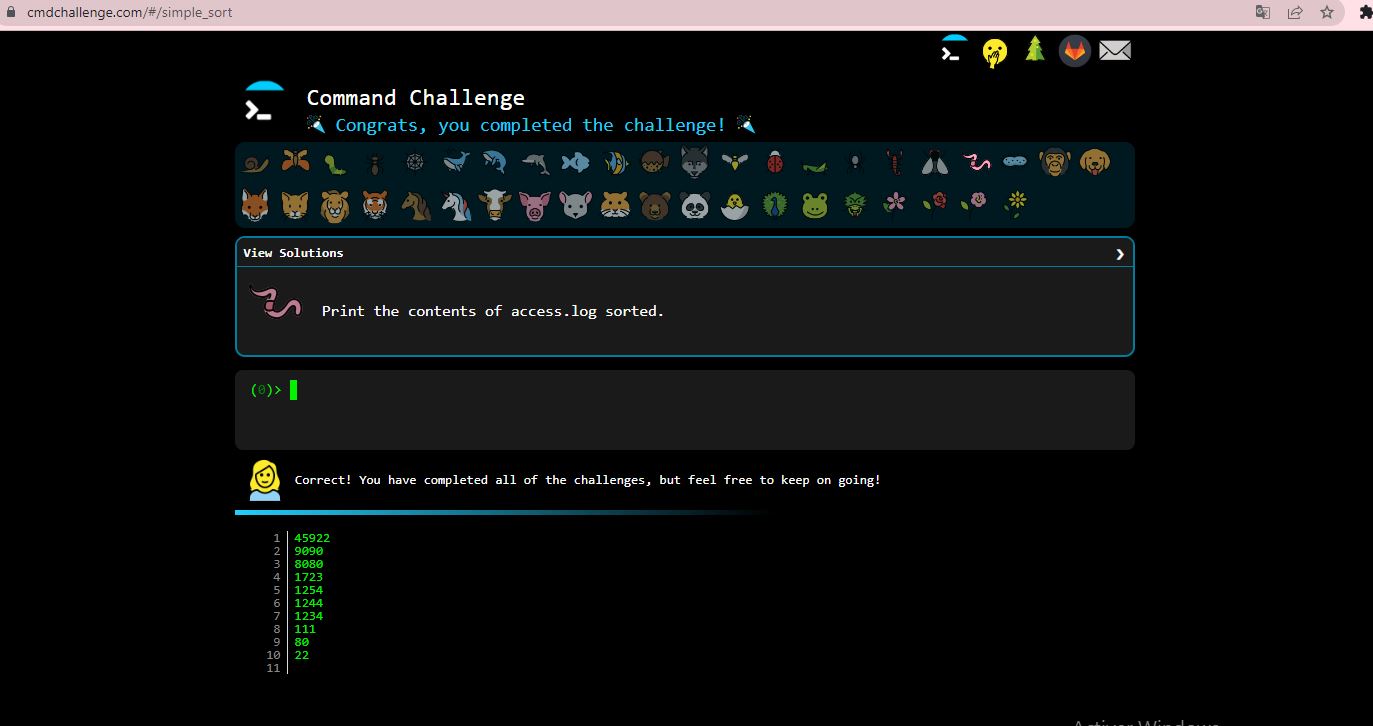 cmdchallenge.com/#/simple_sort
Command Challenge
Congrats, you completed the challenge!
View Solutions
Print the contents of access.log sorted.
(0)>
Correct! You have completed all of the challenges, but feel free to keep on going!
1 45922
2 9090
3 8080
4 1723
5 1254
6 1244
7 1234
8 111
9 80
10 22
11
Activer Windows